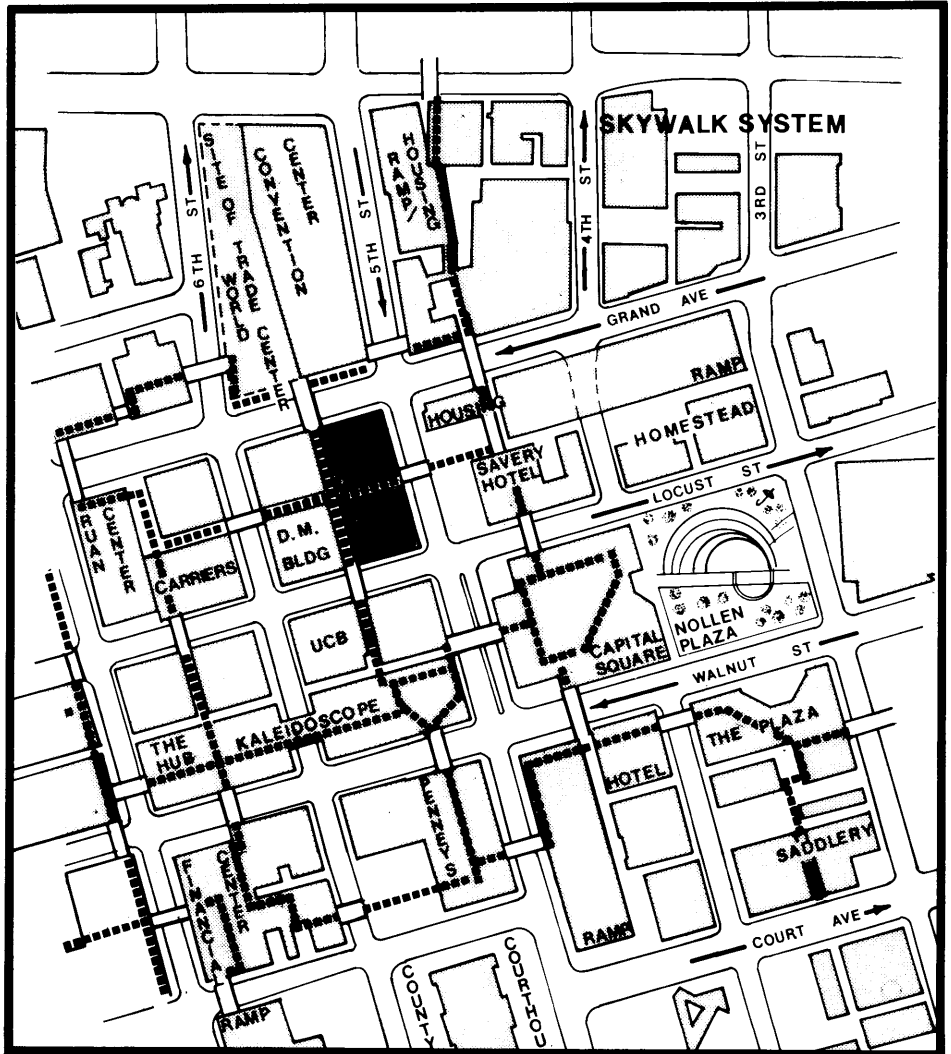 SKYWALK SYSTEM
HOUSING
RAMP/
CENTER
CONVENTION
SITE OF
WORLD
TRADE CENTER
6TH ST
5TH ST
4TH ST
3RD ST
GRAND AVE
RAMP
HOUSING
HOMESTEAD
SAVERY
HOTEL
LOCUST ST
RUAN
CENTER
CARRIERS
D.M.
BLDG
UCB
CAPITAL
SQUARE
NOLLEN
PLAZA
WALNUT ST
KALEIDOSCOPE
THE
HUB
THE PLAZA
HOTEL
PENNEYS
SADDLERY
FINANCIAL
CENTER
RAMP
COURT AVE
RAMP
COUNTY
COURTHOU